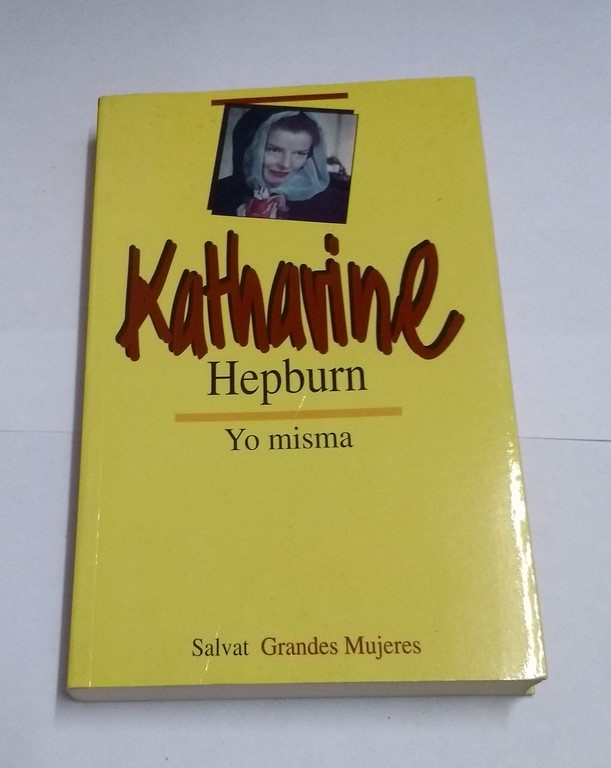 Katharine
Hepburn
Yo misma
Salvat Grandes Mujeres